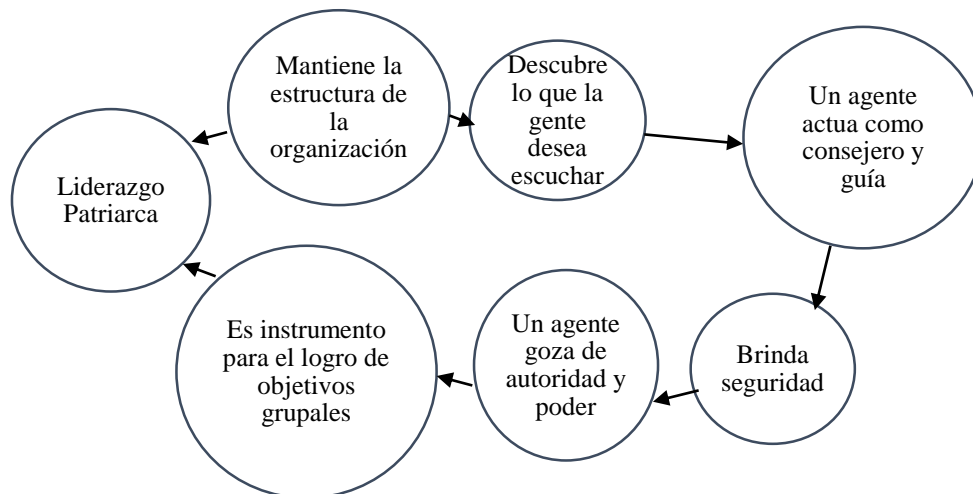 Mantiene la
estructura de
la
organización
Descubre
lo que la
gente
desea
escuchar
Un agente
actua como
consejero y
guía
Liderazgo
Patriarca
Es instrumento
para el logro de
objetivos
grupales
Un agente
goza de
autoridad y
poder
Brinda
seguridad